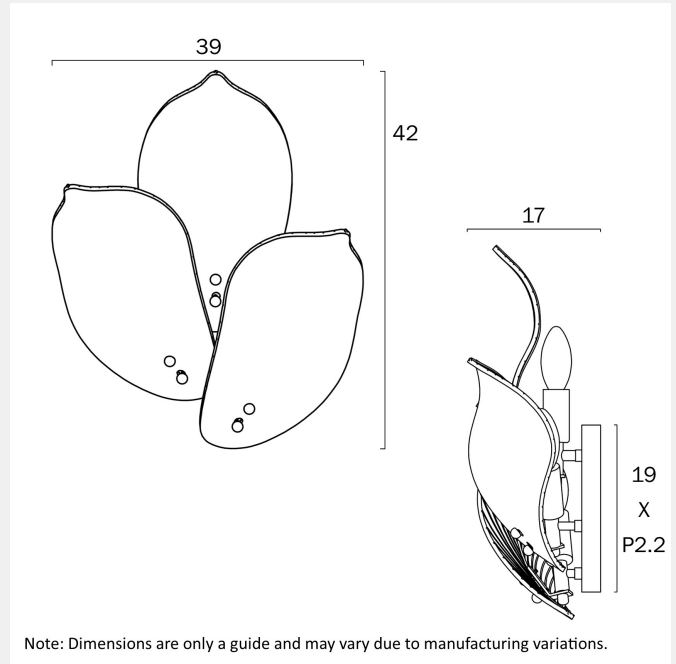 39
42
17
19
X
P2.2
Note: Dimensions are only a guide and may vary due to manufacturing variations.